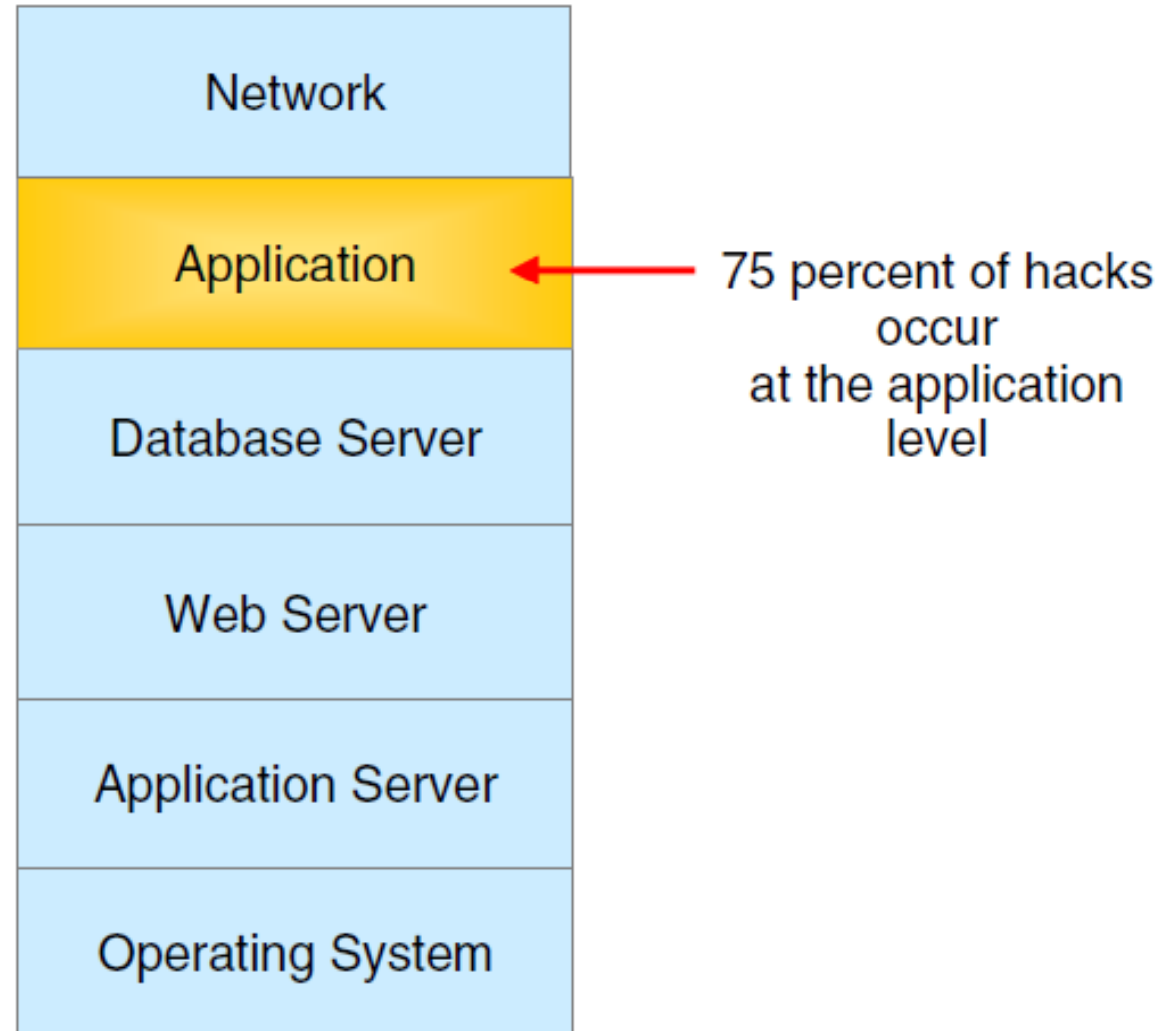 Network
Application
75 percent of hacks
occur
at the application
level
Database Server
Web Server
Application Server
Operating System